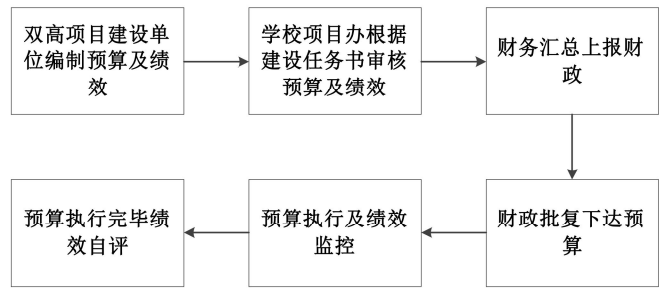 双高项目建设单
位编制预算及绩
效
学校项目办根据
建设任务书审核
预算及绩效
财务汇总上报财
政
财政批复下达预
算
预算执行及绩效
监控
预算执行完毕绩
效自评